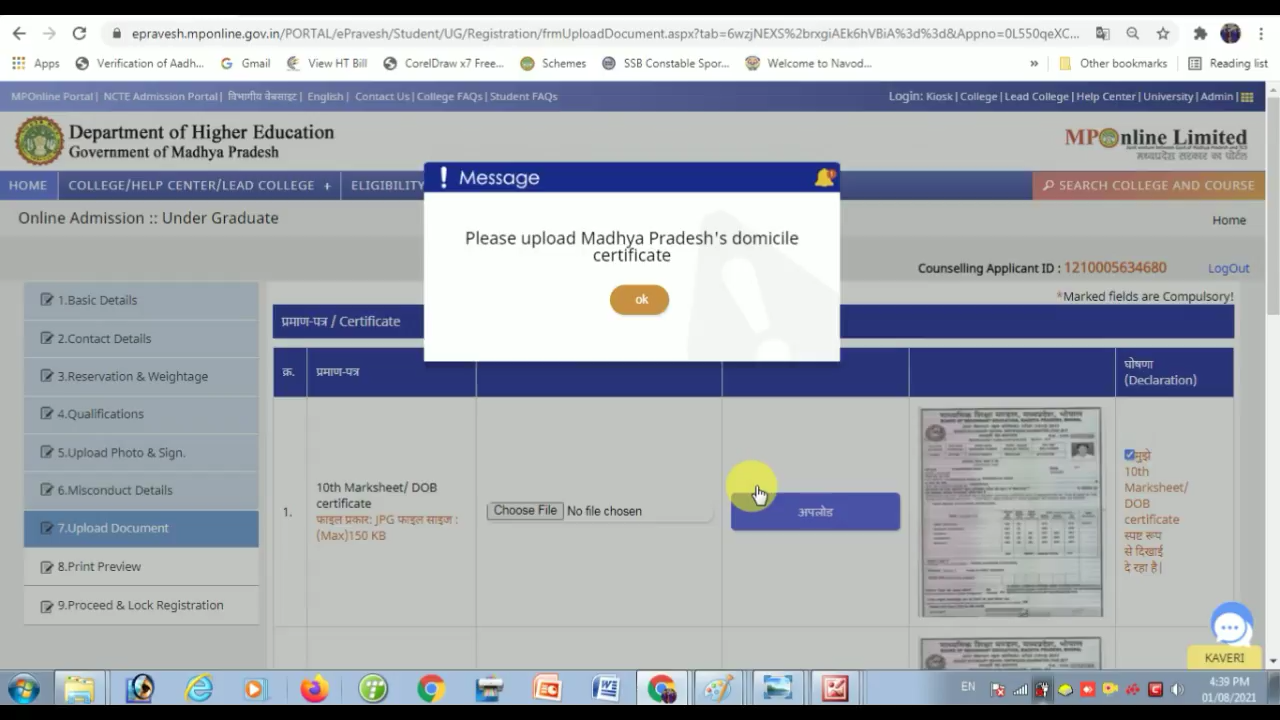 epravesh.mponline.gov.in/PORTAL/ePravesh/Student/UG/Registration/frmUploadDocument.aspx?tab=6wzjNEXS%2brxgiAEk6hVBiA%3d%3d&Appno=0L550qeXC...
Apps Verification of Aadh... Gmail View HT Bill CorelDraw x7 Free... Schemes SSB Constable Spor... Welcome to Navod... » Other bookmarks Reading list
MPOnline Portal| NCTE Admission Portal| विभागीय वेबसाइट| English| Contact Us| College FAQs| Student FAQs Login: Kiosk| College| Lead College| Help Center| University| Admin|
Department of Higher Education
Government of Madhya Pradesh
MPOnline Limited
मध्यप्रदेश सरकार का पोर्टल
HOME COLLEGE/HELP CENTER/LEAD COLLEGE + ELIGIBILITY SEARCH COLLEGE AND COURSE
Message
Online Admission :: Under Graduate Home
Please upload Madhya Pradesh's domicile
certificate
ok
Counselling Applicant ID : 1210005634680 LogOut
*Marked fields are Compulsory!
1.Basic Details
2.Contact Details
3.Reservation & Weightage
4.Qualifications
5.Upload Photo & Sign.
6.Misconduct Details
7.Upload Document
8.Print Preview
9.Proceed & Lock Registration
प्रमाण-पत्र / Certificate
क्र. प्रमाण-पत्र घोषणा
(Declaration)
1.
10th Marksheet/ DOB
certificate
फाइल प्रकार: JPG फाइल साइज :
(Max)150 KB
Choose File No file chosen
अपलोड
मुझे
10th
Marksheet/
DOB
certificate
स्पष्ट रूप
से दिखाई
दे रहा है|
KAVERI
EN 4:39 PM
01/08/2021